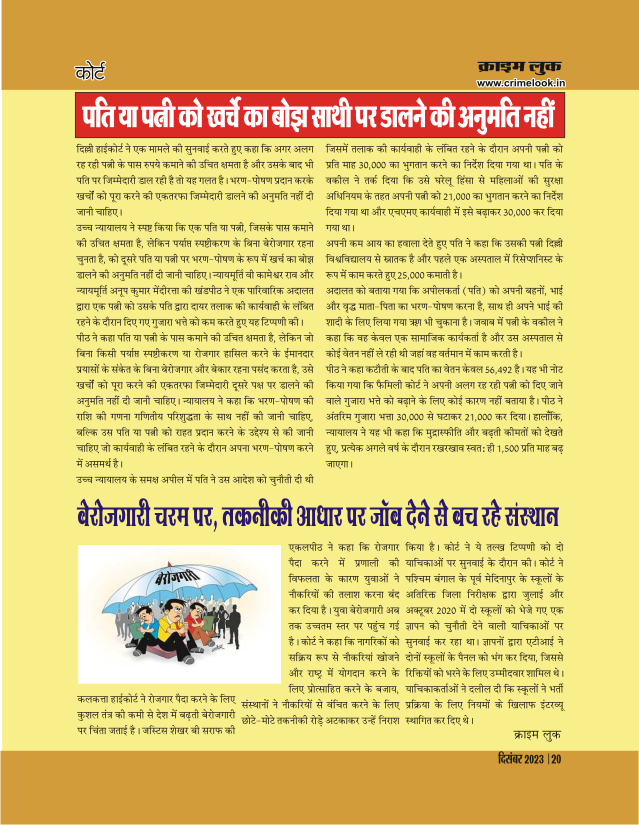 कोर्ट
क्राइम लुक
www.crimelook.in
पति या पत्नी को खर्चे का बोझ साथी पर डालने की अनुमति नहीं
दिल्ली हाईकोर्ट ने एक मामले की सुनवाई करते हुए कहा कि अगर अलग
रह रही पत्नी के पास रुपये कमाने की उचित क्षमता है और उसके बाद भी
पति पर जिम्मेदारी डाल रही है तो यह गलत है। भरण-पोषण प्रदान करके
खर्चों को पूरा करने की एकतरफा जिम्मेदारी डालने की अनुमति नहीं दी
जानी चाहिए।
उच्च न्यायालय ने स्पष्ट किया कि एक पति या पत्नी, जिसके पास कमाने
की उचित क्षमता है, लेकिन पर्याप्त स्पष्टीकरण के बिना बेरोजगार रहना
चुनता है, को दूसरे पति या पत्नी पर भरण-पोषण के रूप में खर्च का बोझ
डालने की अनुमति नहीं दी जानी चाहिए। न्यायमूर्ति वी कामेश्वर राव और
न्यायमूर्ति अनूप कुमार मेंदीरत्ता की खंडपीठ ने एक पारिवारिक अदालत
द्वारा एक पत्नी को उसके पति द्वारा दायर तलाक की कार्यवाही के लंबित
रहने के दौरान दिए गए गुजारा भत्ते को कम करते हुए यह टिप्पणी की।
पीठ ने कहा पति या पत्नी के पास कमाने की उचित क्षमता है, लेकिन जो
बिना किसी पर्याप्त स्पष्टीकरण या रोजगार हासिल करने के ईमानदार
प्रयासों के संकेत के बिना बेरोजगार और बेकार रहना पसंद करता है, उसे
खर्चों को पूरा करने की एकतरफा जिम्मेदारी दूसरे पक्ष पर डालने की
अनुमति नहीं दी जानी चाहिए। न्यायालय ने कहा कि भरण-पोषण की
राशि की गणना गणितीय परिशुद्धता के साथ नहीं की जानी चाहिए,
बल्कि उस पति या पत्नी को राहत प्रदान करने के उद्देश्य से की जानी
चाहिए जो कार्यवाही के लंबित रहने के दौरान अपना भरण-पोषण करने
में असमर्थ है।
उच्च न्यायालय के समक्ष अपील में पति ने उस आदेश को चुनौती दी थी
जिसमें तलाक की कार्यवाही के लंबित रहने के दौरान अपनी पत्नी को
प्रति माह 30,000 का भुगतान करने का निर्देश दिया गया था। पति के
वकील ने तर्क दिया कि उसे घरेलू हिंसा से महिलाओं की सुरक्षा
अधिनियम के तहत अपनी पत्नी को 21,000 का भुगतान करने का निर्देश
दिया गया था और एचएमए कार्यवाही में इसे बढ़ाकर 30,000 कर दिया
गया था।
अपनी कम आय का हवाला देते हुए पति ने कहा कि उसकी पत्नी दिल्ली
विश्वविद्यालय से स्नातक है और पहले एक अस्पताल में रिसेप्शनिस्ट के
रूप में काम करते हुए 25,000 कमाती है।
अदालत को बताया गया कि अपीलकर्ता (पति) को अपनी बहनों, भाई
और वृद्ध माता-पिता का भरण-पोषण करना है, साथ ही अपने भाई की
शादी के लिए लिया गया ऋण भी चुकाना है। जवाब में पत्नी के वकील ने
कहा कि वह केवल एक सामाजिक कार्यकर्ता है और उस अस्पताल से
कोई वेतन नहीं ले रही थी जहां वह वर्तमान में काम करती है।
पीठ ने कहा कटौती के बाद पति का वेतन केवल 56,492 है। यह भी नोट
किया गया कि फैमिली कोर्ट ने अपनी अलग रह रही पत्नी को दिए जाने
वाले गुजारा भत्ते को बढ़ाने के लिए कोई कारण नहीं बताया है। पीठ ने
अंतरिम गुजारा भत्ता 30,000 से घटाकर 21,000 कर दिया। हालाँकि,
न्यायालय ने यह भी कहा कि मुद्रास्फीति और बढ़ती कीमतों को देखते
हुए, प्रत्येक अगले वर्ष के दौरान रखरखाव स्वत: ही 1,500 प्रति माह बढ़
जाएगा।
बेरोजगारी चरम पर, तकनीकी आधार पर जॉब देने से बच रहे संस्थान
बेरोजगारी
कलकत्ता हाईकोर्ट ने रोजगार पैदा करने के लिए
कुशल तंत्र की कमी से देश में बढ़ती बेरोजगारी
पर चिंता जताई है। जस्टिस शेखर बी सराफ की
एकलपीठ ने कहा कि रोजगार
पैदा करने में प्रणाली की
विफलता के कारण युवाओं ने
नौकरियों की तलाश करना बंद
कर दिया है। युवा बेरोजगारी अब
तक उच्चतम स्तर पर पहुंच गई
है। कोर्ट ने कहा कि नागरिकों को
सक्रिय रूप से नौकरियां खोजने
और राष्ट्र में योगदान करने के
लिए प्रोत्साहित करने के बजाय,
संस्थानों ने नौकरियों से वंचित करने के लिए
छोटे-मोटे तकनीकी रोड़े अटकाकर उन्हें निराश
किया है। कोर्ट ने ये तल्ख टिप्पणी को दो
याचिकाओं पर सुनवाई के दौरान की। कोर्ट ने
पश्चिम बंगाल के पूर्व मेदिनापुर के स्कूलों के
अतिरिक्त जिला निरीक्षक द्वारा जुलाई और
अक्टूबर 2020 में दो स्कूलों को भेजे गए एक
ज्ञापन को चुनौती देने वाली याचिकाओं पर
सुनवाई कर रहा था। ज्ञापनों द्वारा एटीआई ने
दोनों स्कूलों के पैनल को भंग कर दिया, जिससे
रिक्तियों को भरने के लिए उम्मीदवार शामिल थे।
याचिकाकर्ताओं ने दलील दी कि स्कूलों ने भर्ती
प्रक्रिया के लिए नियमों के खिलाफ इंटरव्यू
स्थागित कर दिए थे।
क्राइम लुक
दिसंबर 2023 |20